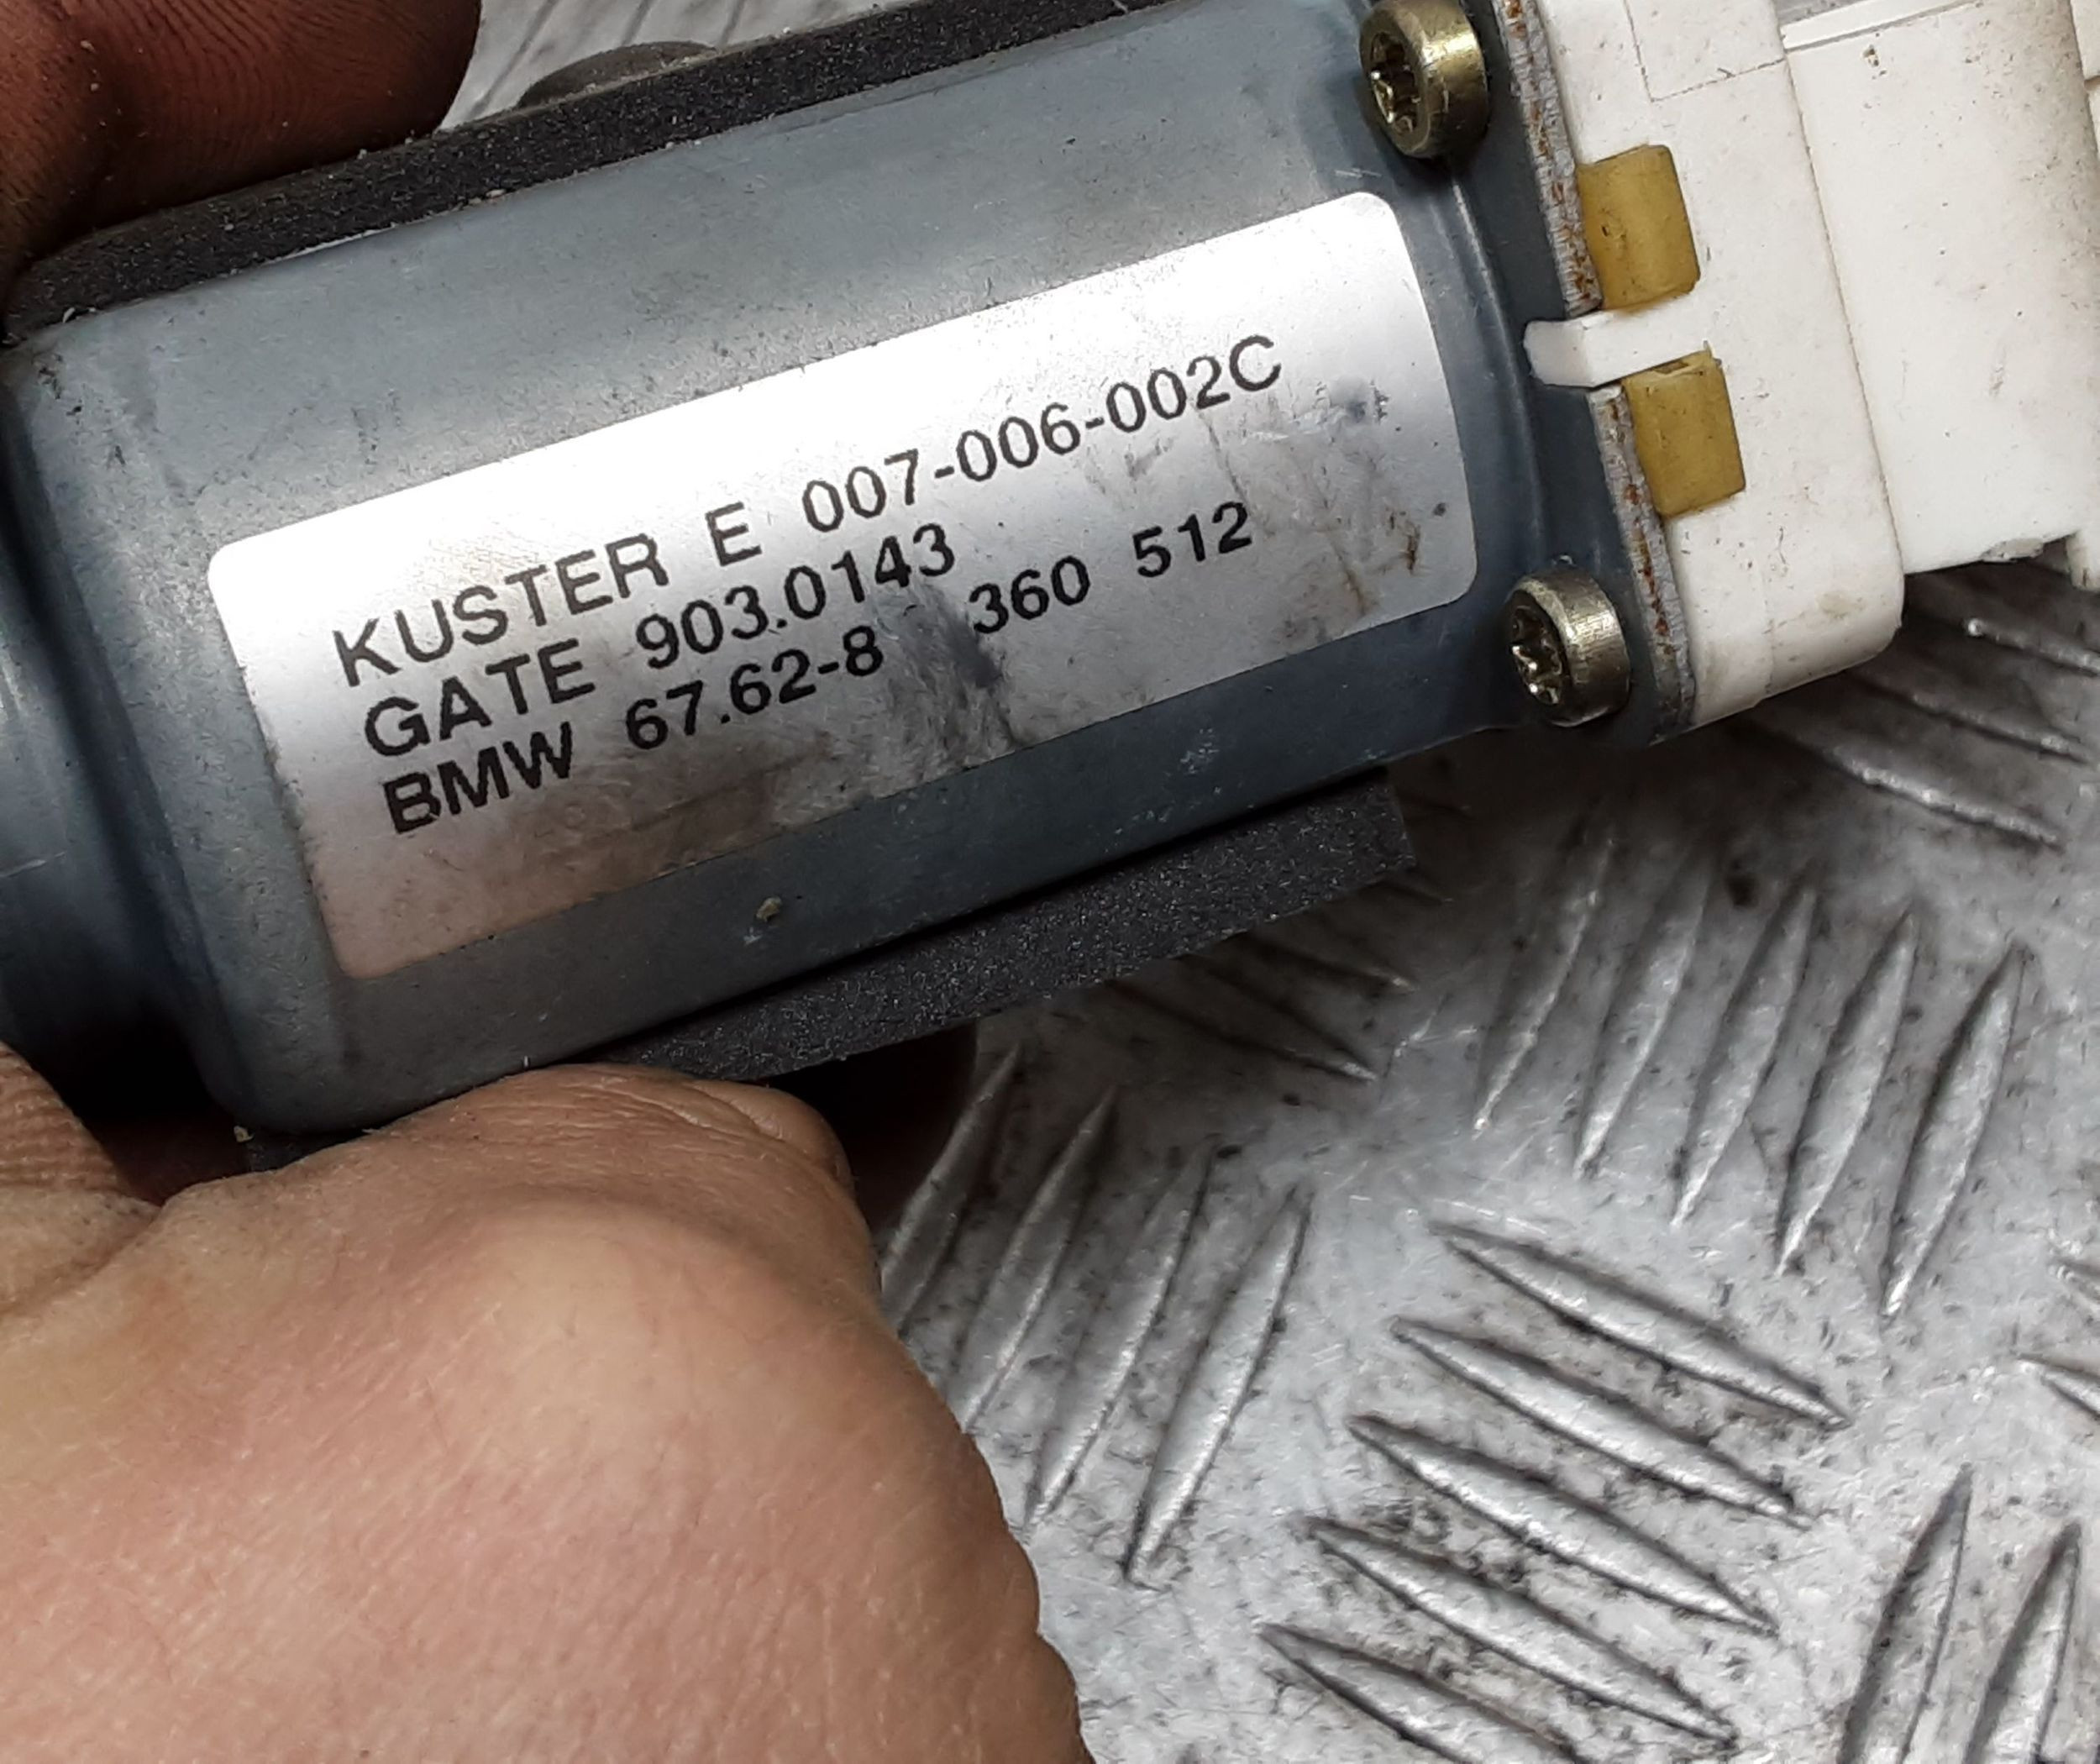 KUSTER E 007-006-002C
GATE 903.0143
BMW 67.62-8 360 512